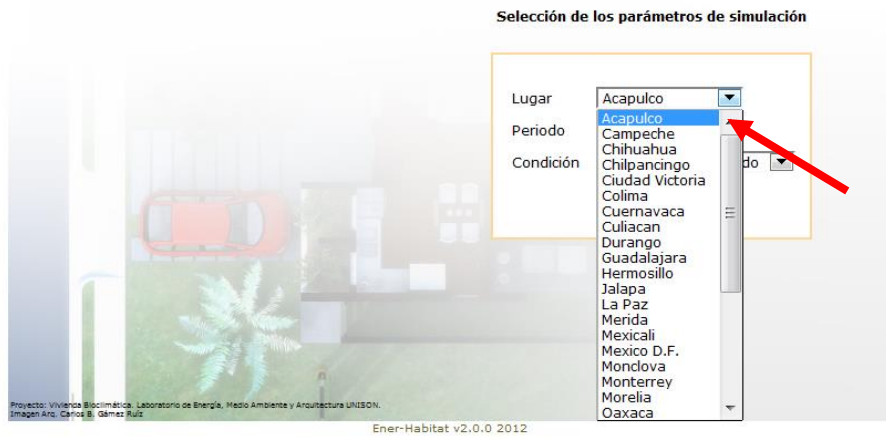 Selección de los parámetros de simulación
Lugar
Acapulco
Periodo
Condición
do
Acapulco
Campeche
Chihuahua
Chilpancingo
Ciudad Victoria
Colima
Cuernavaca
Culiacan
Durango
Guadalajara
Hermosillo
Jalapa
La Paz
Merida
Mexicali
Mexico D.F.
Monclova
Monterrey
Morelia
Oaxaca
Proyecto: Vivienda Bioclimática. Laboratorio de Energía, Medio Ambiente y Arquitectura UNISON.
Imagen Arq. Carlos B. Gámez Ruíz
Ener-Habitat v2.0.0 2012